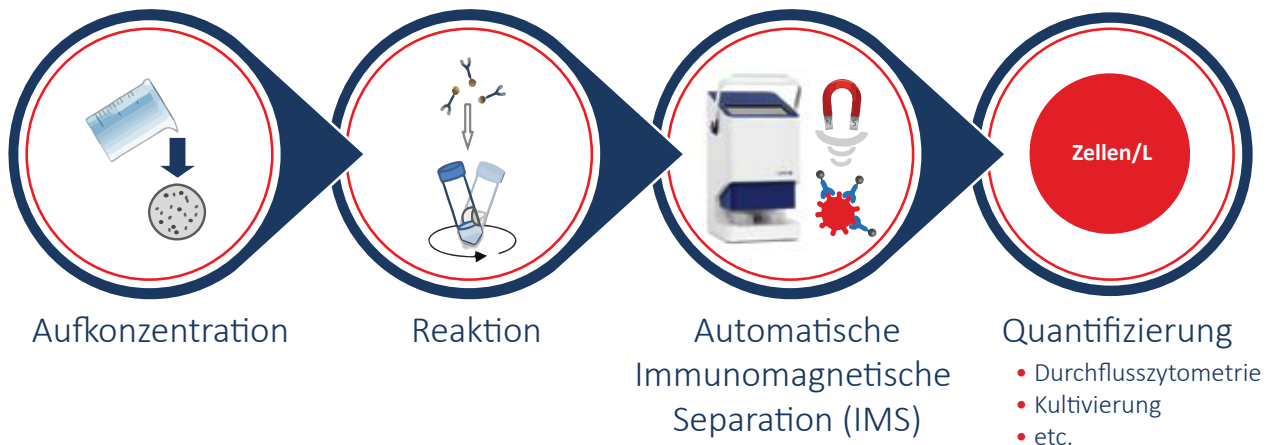 Zellen/L
Aufkonzentration
Reaktion
Automatische
Immunomagnetische
Separation (IMS)
Quantifizierung
• Durchflusszytometrie
• Kultivierung
• etc.